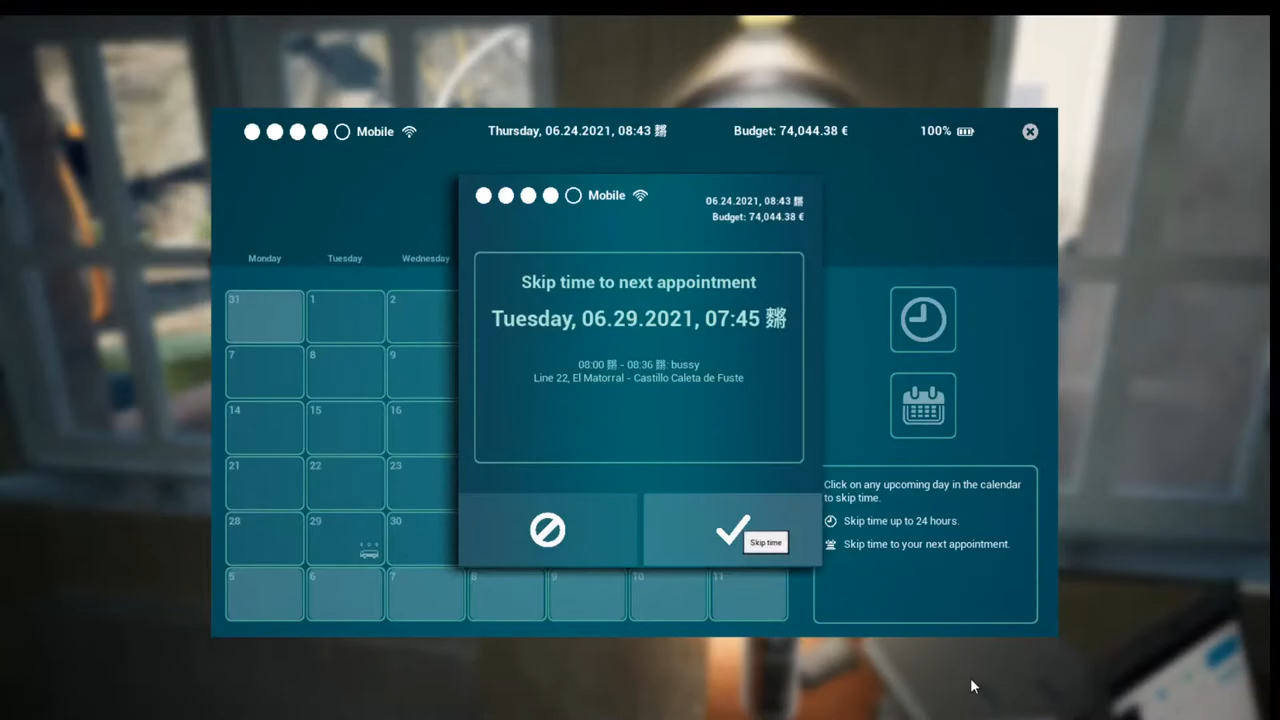 Mobile
Thursday, 06.24.2021, 08:43
Budget: 74,044.38 €
100%
Mobile
06.24.2021, 08:43
Budget: 74,044.38 €
Monday
Tuesday
Wednesday
Skip time to next appointment
Tuesday, 06.29.2021, 07:45
08:00 - 08:36 : bussy
Line 22, El Matorral - Castillo Caleta de Fuste
31
1
2
7
8
9
14
15
16
21
22
23
28
29
30
5
6
7
8
9
10
11
Click on any upcoming day in the calendar
to skip time.
Skip time up to 24 hours.
Skip time to your next appointment.
Skip time